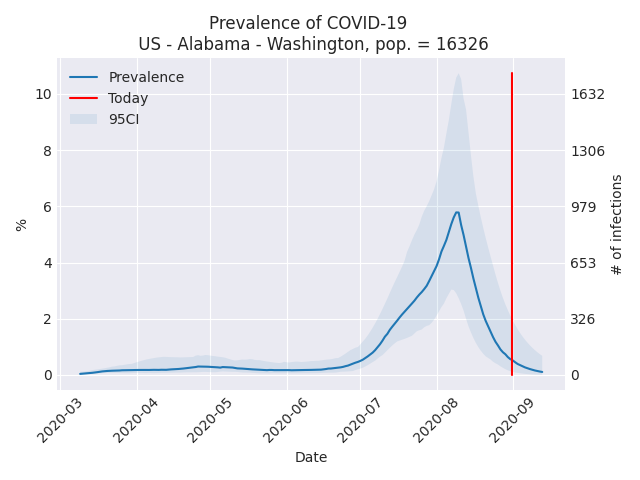 Prevalence of COVID-19
US - Alabama - Washington, pop. = 16326
Prevalence
Today
95CI
10
8
6
4
2
0
%
1632
1306
979
653
326
0
# of infections
2020-03
2020-04
2020-05
2020-06
2020-07
2020-08
2020-09
Date